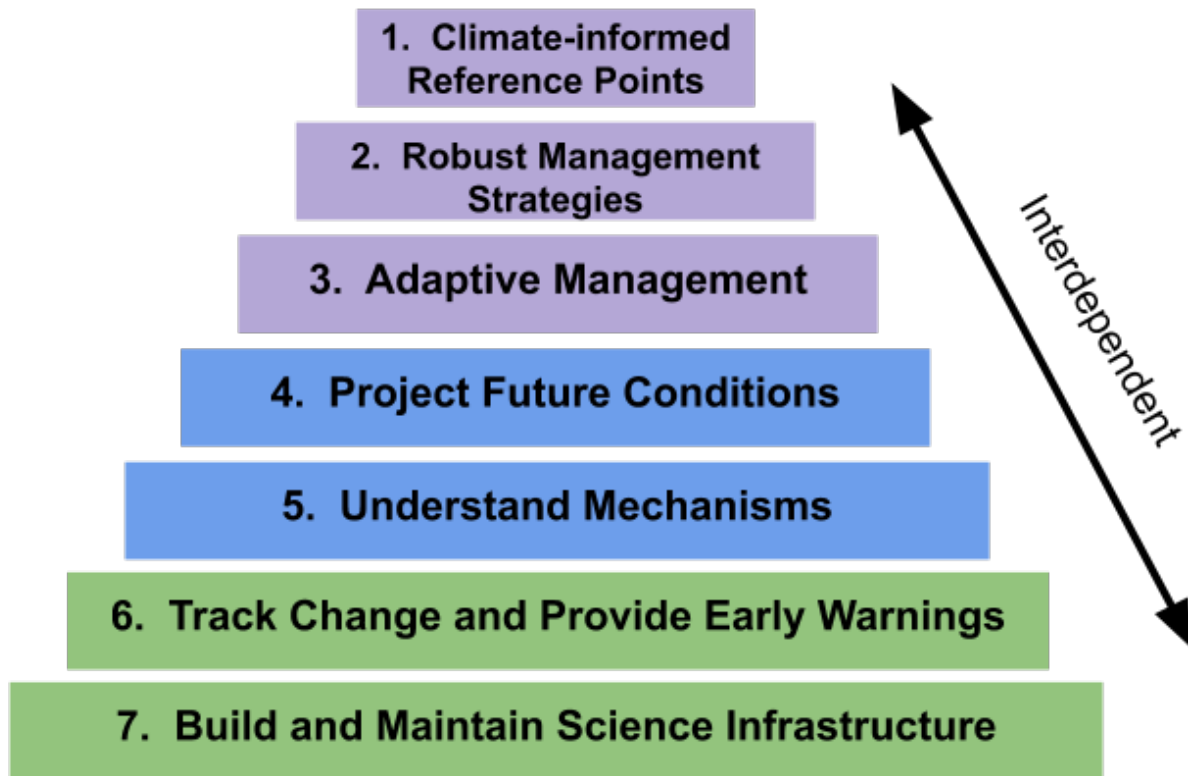 1. Climate-informed
Reference Points
2. Robust Management
Strategies
3. Adaptive Management
4. Project Future Conditions
5. Understand Mechanisms
6. Track Change and Provide Early Warnings
7. Build and Maintain Science Infrastructure
Interdependent